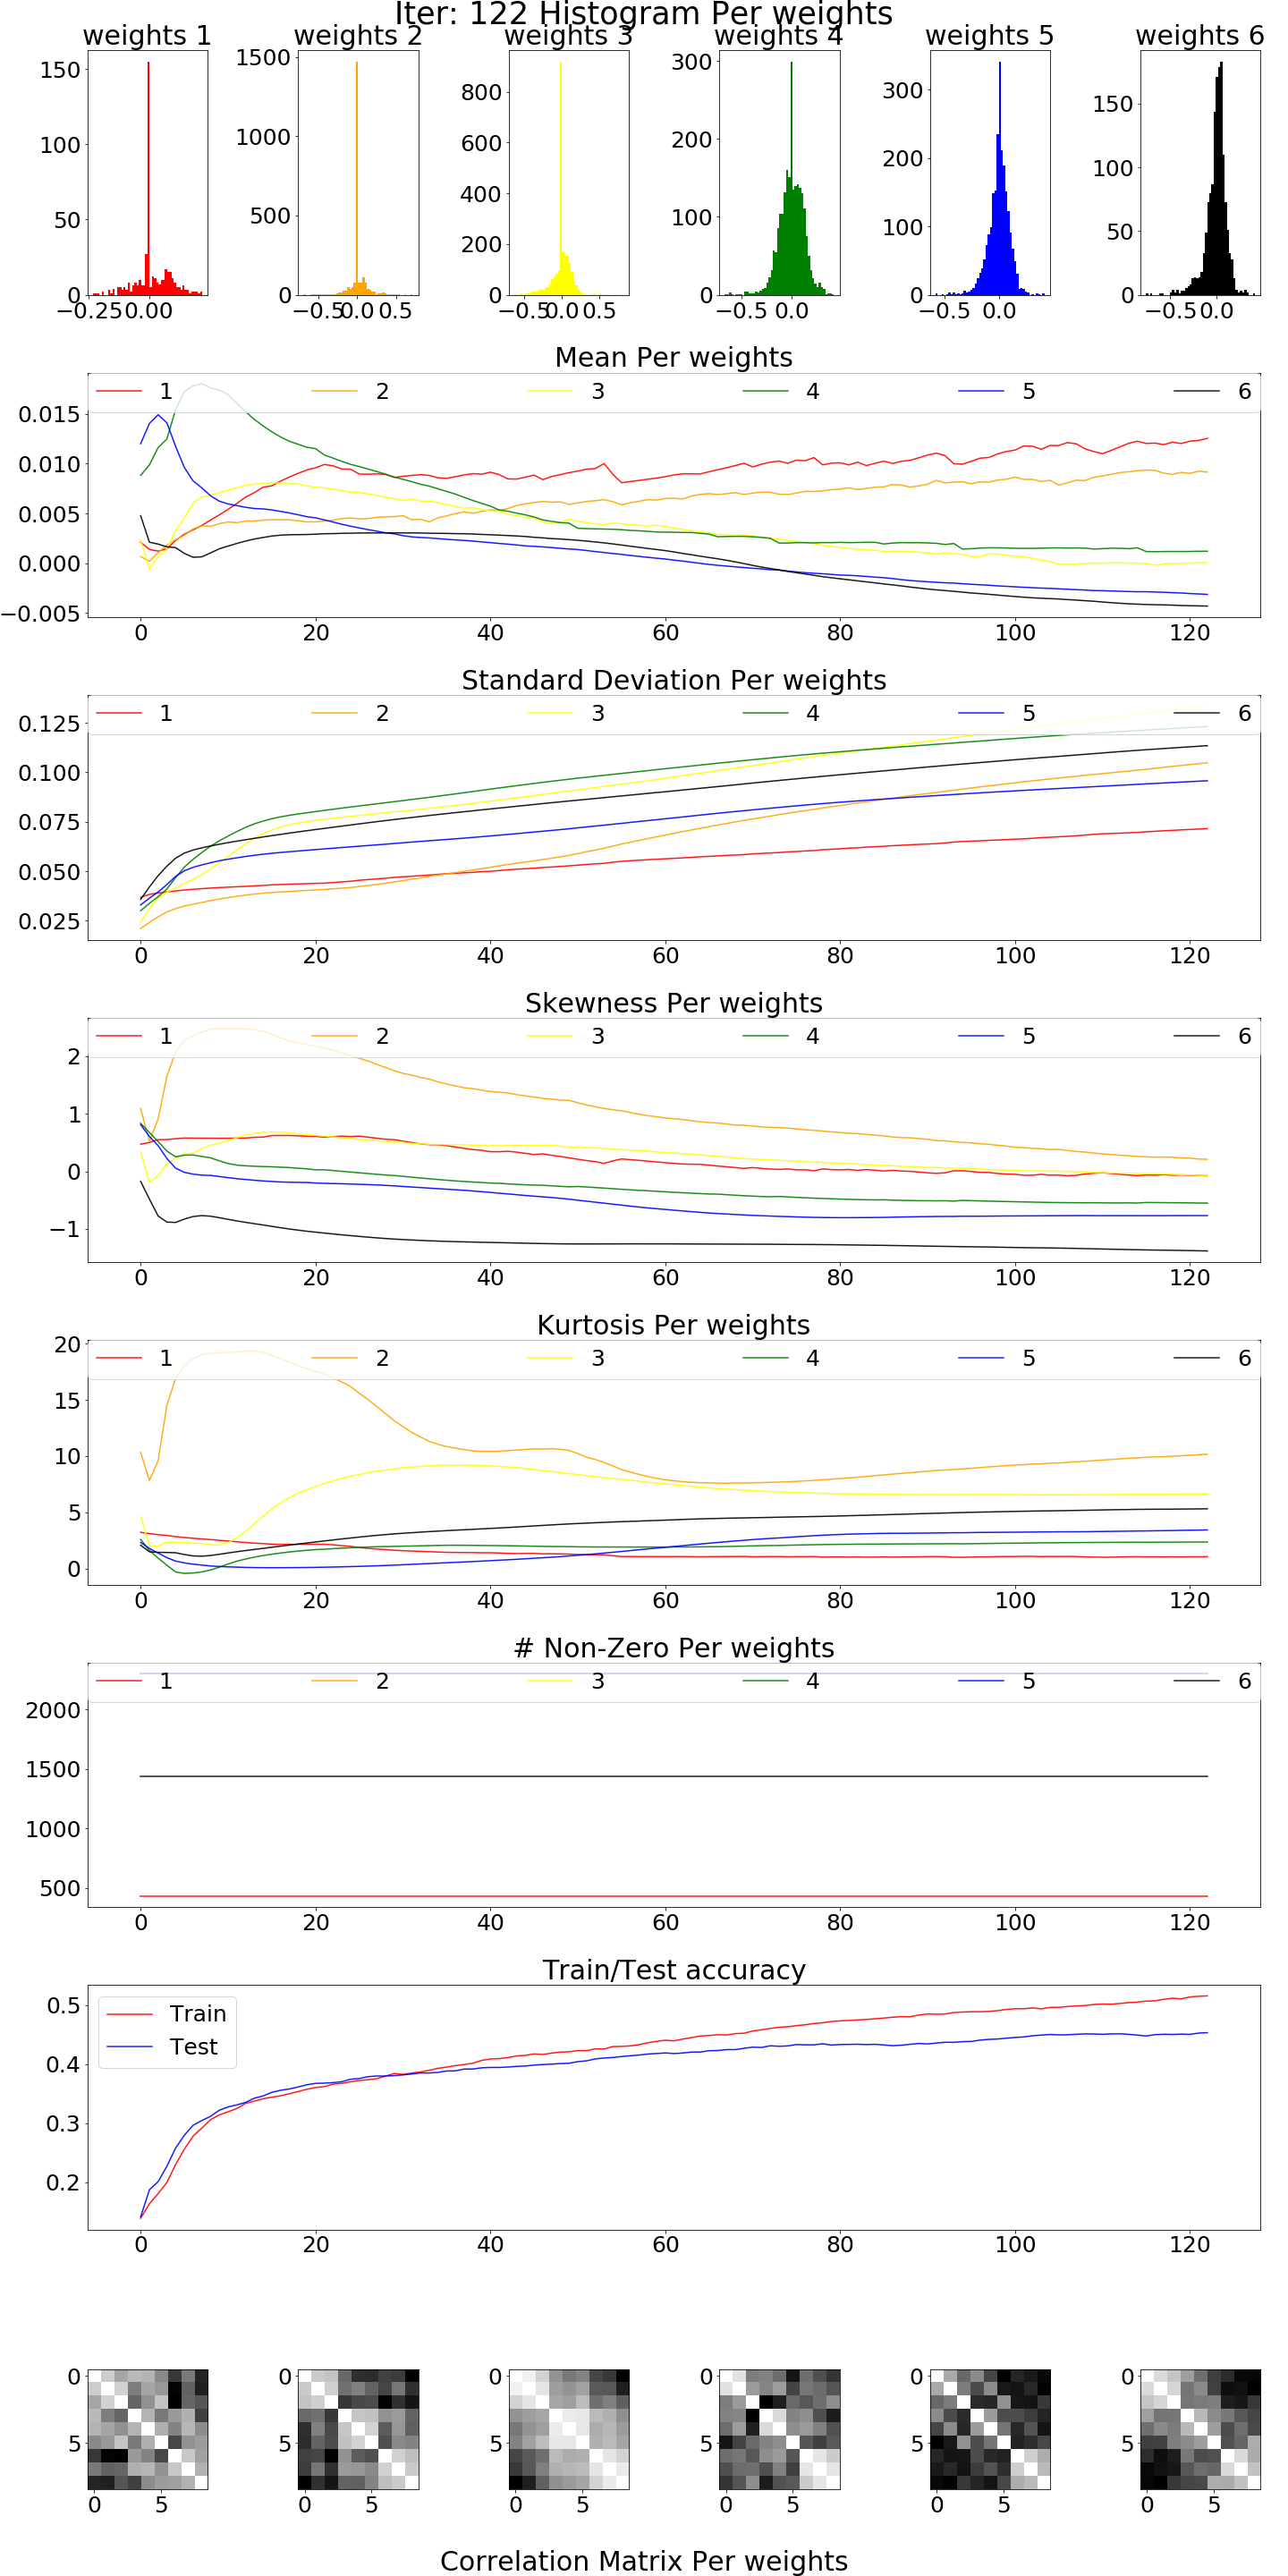 Iter: 122 Histogram Per weights
weights 1 weights 2 weights 3 weights 4 weights 5 weights 6
150 1500 800 300 300 150
100 1000 600 200 200 100
50 500 400 100 100 50
0 0 200 0 0 0
0
−0.25 0.00 −0.5 0.0 0.5 −0.5 0.0 0.5 −0.5 0.0 −0.5 0.0 −0.5 0.0
Mean Per weights
1 2 3 4 5 6
0.015
0.010
0.005
0.000
−0.005
0 20 40 60 80 100 120
Standard Deviation Per weights
1 2 3 4 5 6
0.125
0.100
0.075
0.050
0.025
0 20 40 60 80 100 120
Skewness Per weights
1 2 3 4 5 6
2
1
0
−1
0 20 40 60 80 100 120
Kurtosis Per weights
1 2 3 4 5 6
20
15
10
5
0
0 20 40 60 80 100 120
# Non-Zero Per weights
1 2 3 4 5 6
2000
1500
1000
500
0 20 40 60 80 100 120
Train/Test accuracy
Train
Test
0.5
0.4
0.3
0.2
0 20 40 60 80 100 120
0 0 0 0 0 0
5 5 5 5 5 5
0 5 0 5 0 5 0 5 0 5 0 5
Correlation Matrix Per weights